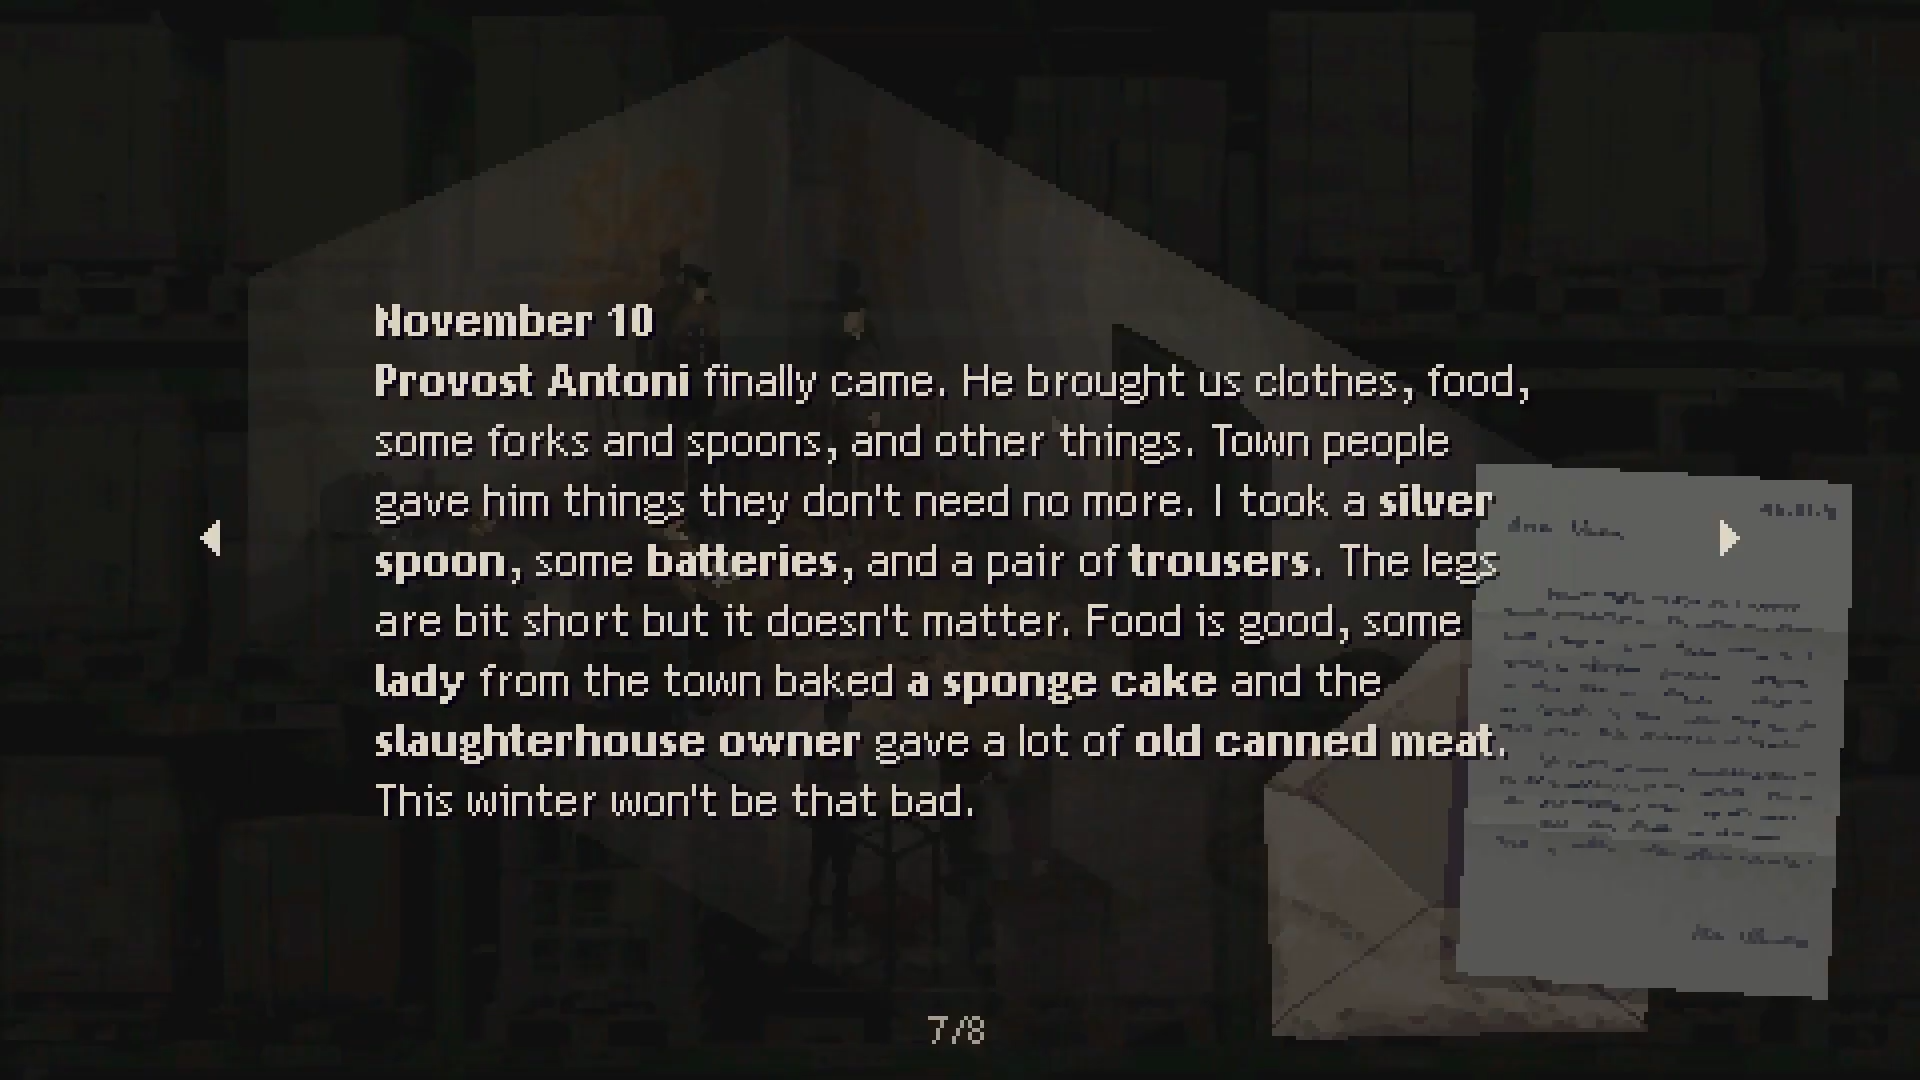 November 10
Provost Antoni finally came. He brought us clothes, food,
some forks and spoons, and other things. Town people
gave him things they don't need no more. I took a silver
spoon, some batteries, and a pair of trousers. The legs
are bit short but it doesn't matter. Food is good, some
lady from the town baked a sponge cake and the
slaughterhouse owner gave a lot of old canned meat.
This winter won't be that bad.
7/8